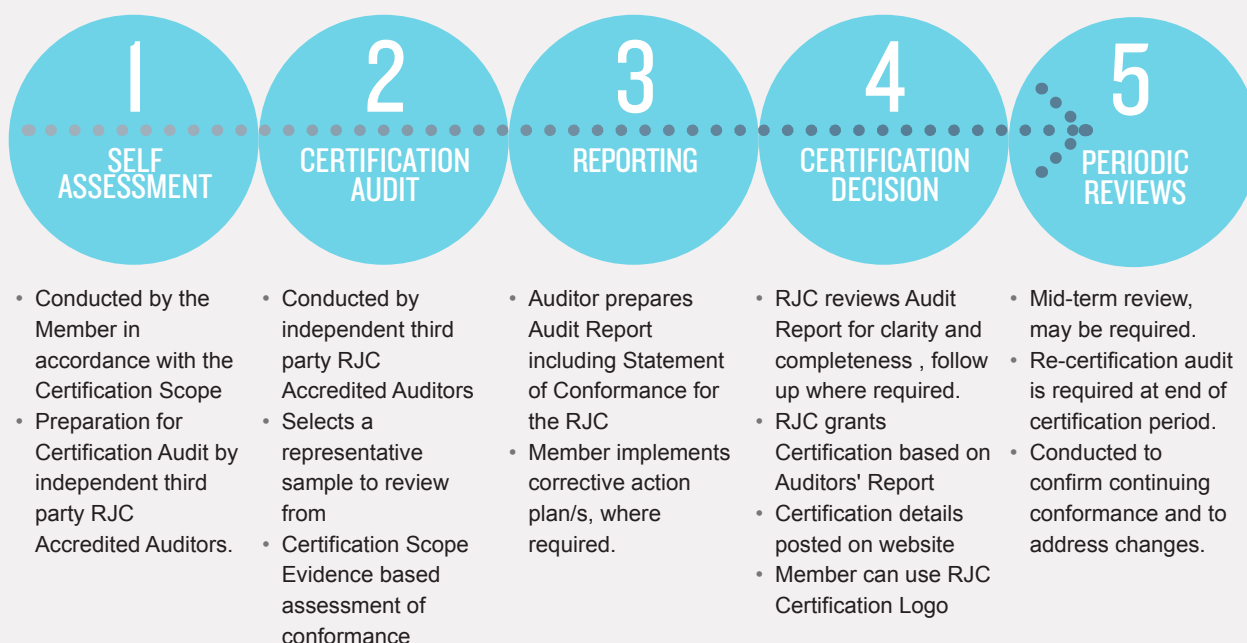 1
SELF
ASSESSMENT
• Conducted by the
Member in
accordance with the
Certification Scope
• Preparation for
Certification Audit by
independent third
party RJC
Accredited Auditors.
2
CERTIFICATION
AUDIT
• Conducted by
independent third
party RJC
Accredited Auditors
• Selects a
representative
sample to review
from
• Certification Scope
Evidence based
assessment of
conformance
3
REPORTING
• Auditor prepares
Audit Report
including Statement
of Conformance for
the RJC
• Member implements
corrective action
plan/s, where
required.
4
CERTIFICATION
DECISION
• RJC reviews Audit
Report for clarity and
completeness , follow
up where required.
• RJC grants
Certification based on
Auditors' Report
• Certification details
posted on website
• Member can use RJC
Certification Logo
5
PERIODIC
REVIEWS
• Mid-term review,
may be required.
• Re-certification audit
is required at end of
certification period.
• Conducted to
confirm continuing
conformance and to
address changes.